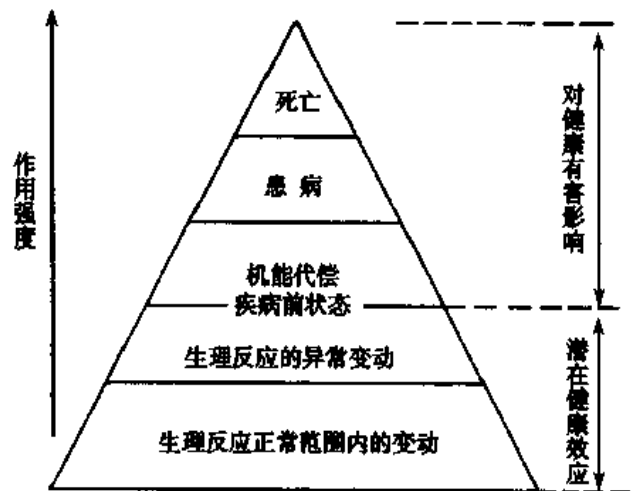 死亡
患病
机能代偿
疾病前状态
生理反应的异常变动
生理反应正常范围内的变动
作用强度
对健康有害影响
潜在健康效应